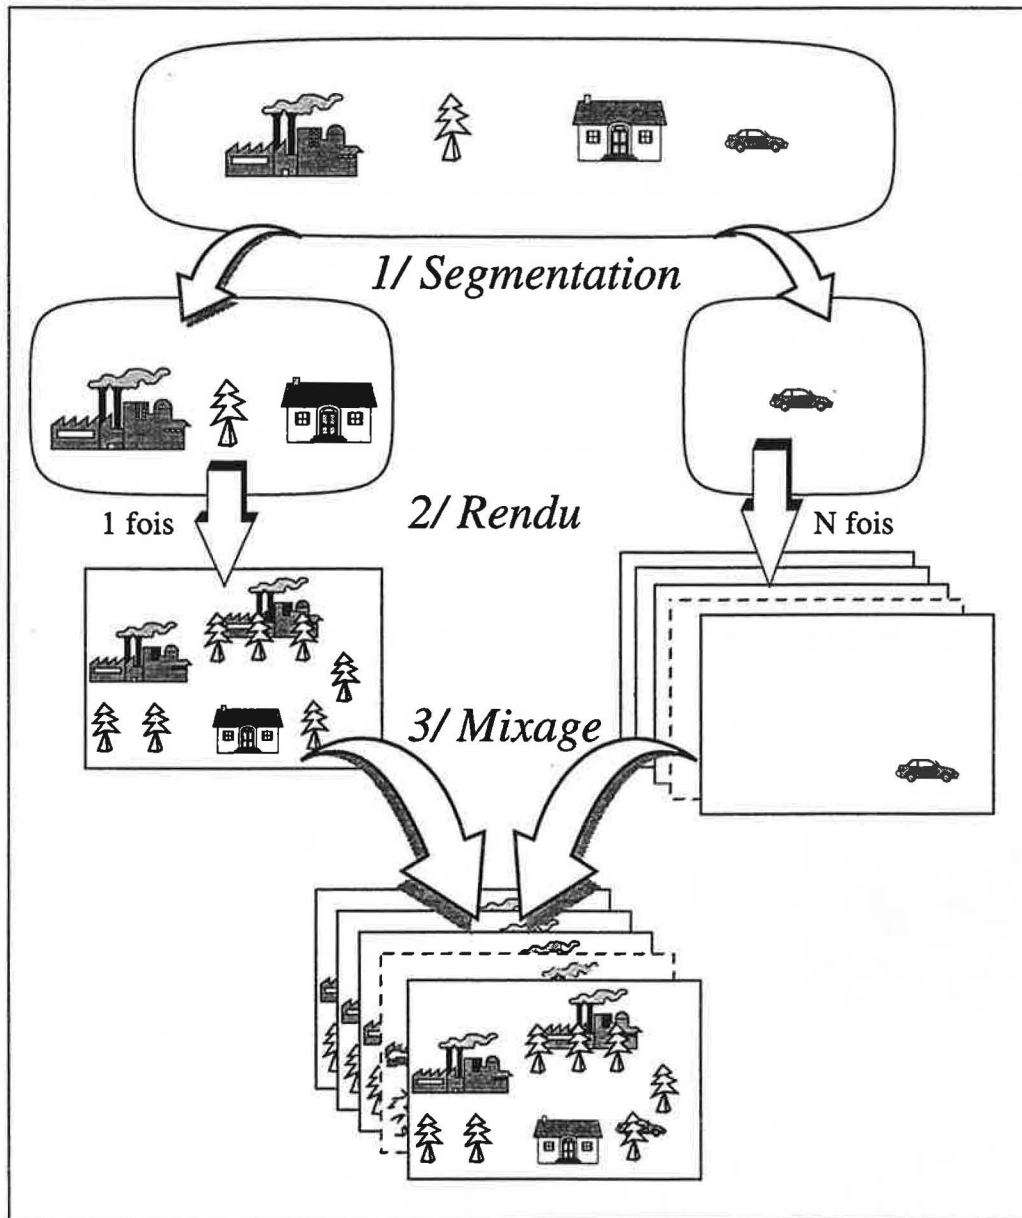 1/ Segmentation
1 fois
2/ Rendu
N fois
3/ Mixage